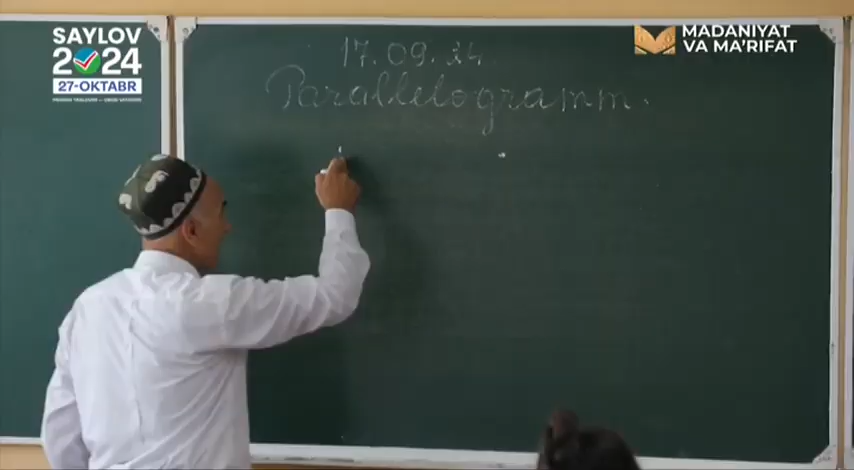 SAYLOV
2024
27-OKTABR
MADANIYAT
VA MA'RIFAT
17.09.24
Parallelogramm.